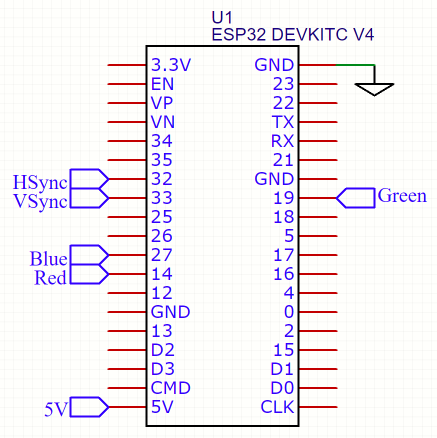 U1
ESP32 DEVKITC V4
3.3V GND
EN 23
VP 22
VN TX
34 RX
35 21
HSync 32 GND
VSync 33 19 Green
25 18
26 5
Blue 27 17
Red 14 16
12 4
GND 0
13 2
D2 15
D3 D1
CMD D0
5V 5V CLK